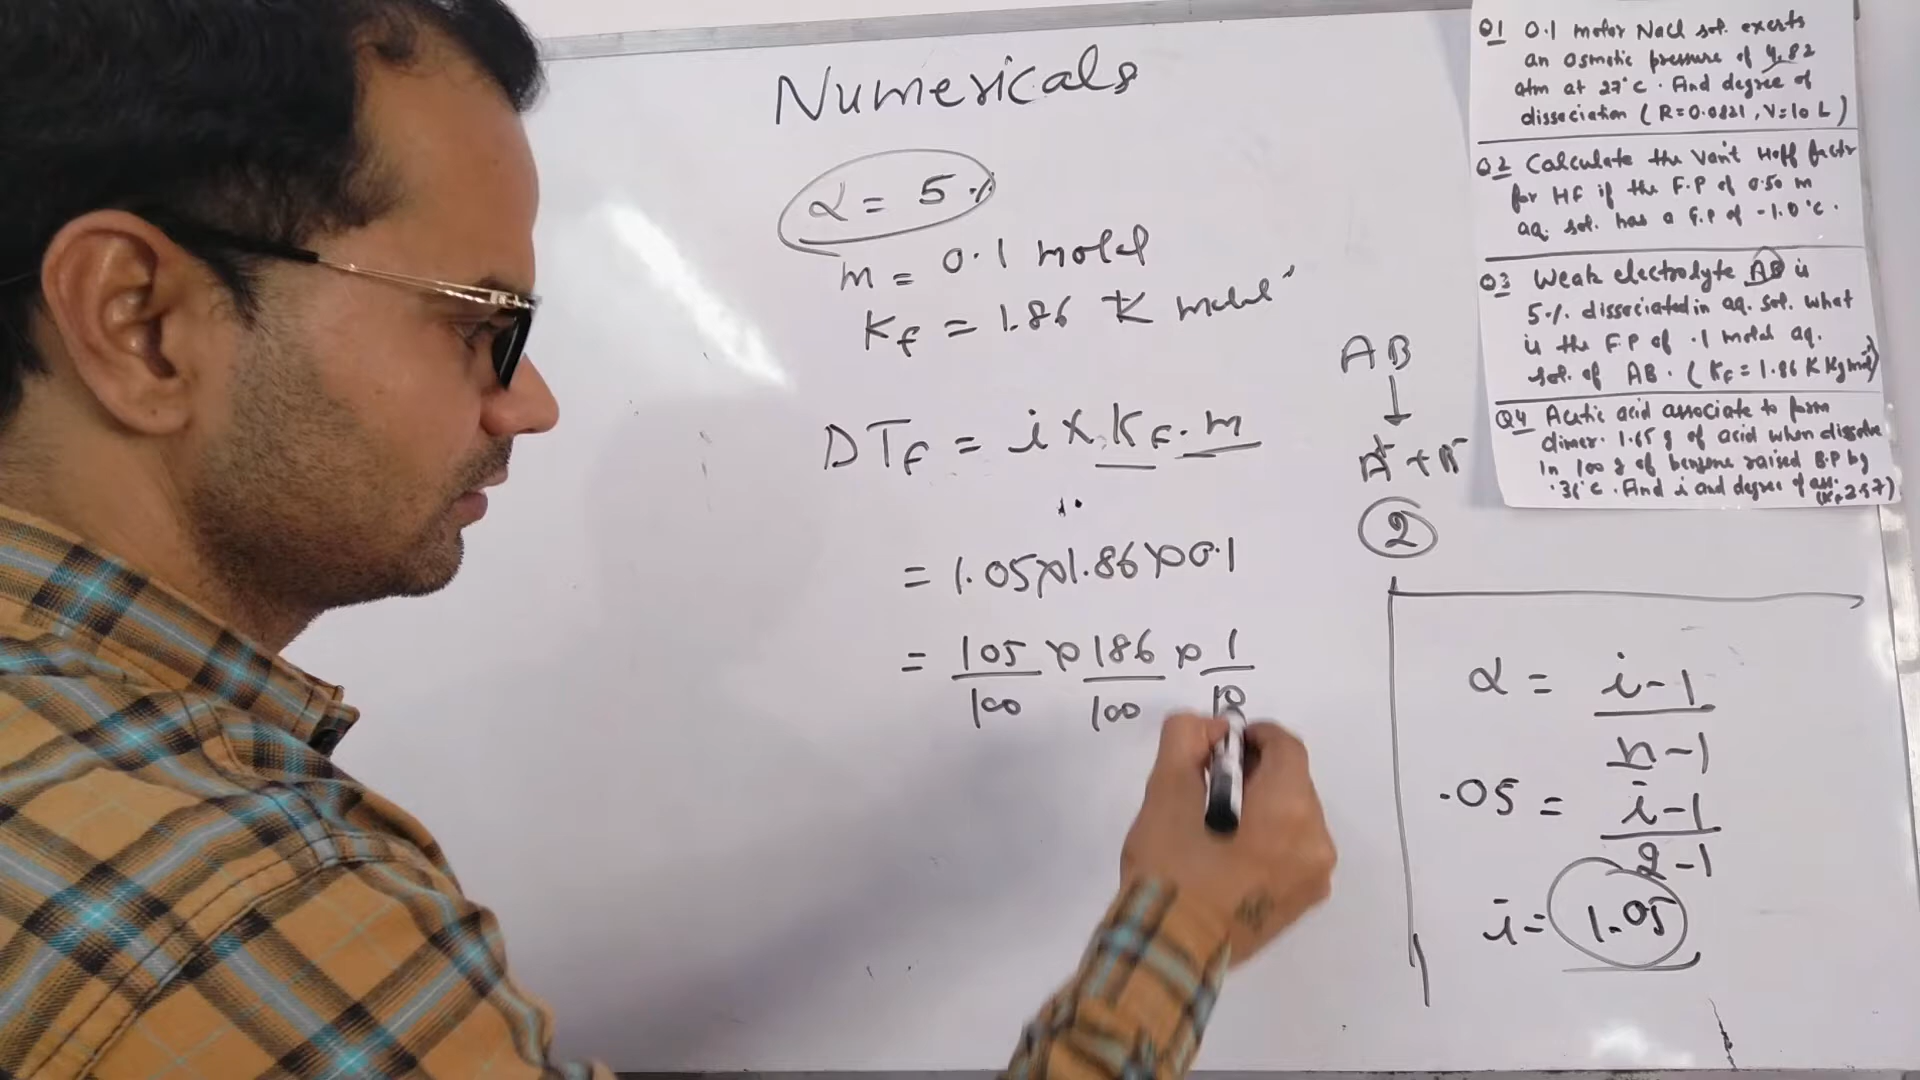 Numericals
α = 5 %
m = 0.1 molal
Kf = 1.86 K molal⁻
DTf = i × Kf . m
= 1.05×1.86×0.1
= 105/100 × 186/100 × 1/10
AB
↓
A⁺ + B⁻
2
α = i-1/n-1
.05 = i-1/2-1
i = 1.05
Q1 0.1 molar NaCl sol. exerts
an osmotic pressure of 4.82
atm at 27°C. Find degree of
dissociation (R=0.0821, V=10 L)
Q2 Calculate the Van't Hoff factr
for HF if the F.P of 0.50 m
aq. sol. has a F.P of -1.0°C.
Q3 Weak electrolyte AB is
5% dissociated in aq. sol. what
is the F.P of .1 molal aq.
sol. of AB. (Kf = 1.86 K Kg mol⁻¹)
Q4 Acetic acid associate to form
dimer. 1.65 g of acid when dissolve
in 100 g of benzene raised B.P by
.36°C. Find i and degree of ass.
2.57)